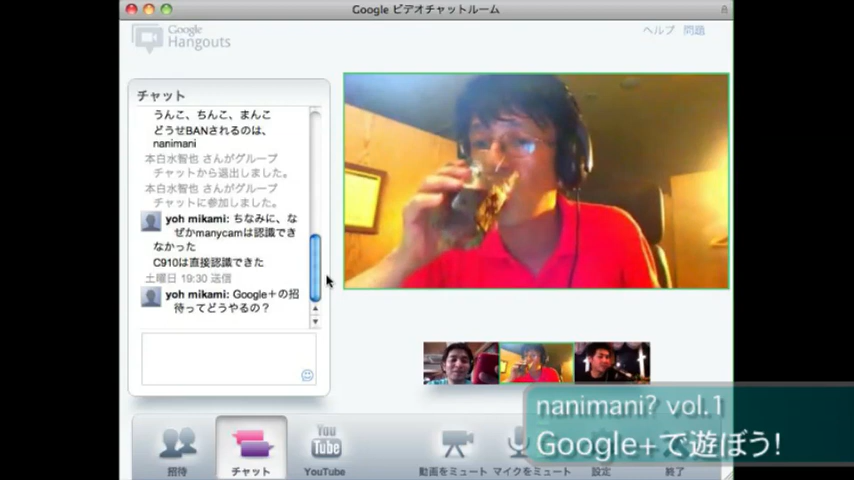 Google ビデオチャットルーム
Google
Hangouts
ヘルプ 問題
チャット
うんこ、ちんこ、まんこ
どうせBANされるのは、
nanimani
本白水智也 さんがグループ
チャットから退出しました。
本白水智也 さんがグループ
チャットに参加しました。
yoh mikami: ちなみに、な
ぜかmanycamは認識でき
なかった
C910は直接認識できた
土曜日 19:30 送信
yoh mikami: Google＋の招
待ってどうやるの？
nanimani? vol.1
Google+で遊ぼう!
You
Tube
招待
チャット
YouTube
動画をミュート
マイクをミュート
設定
終了